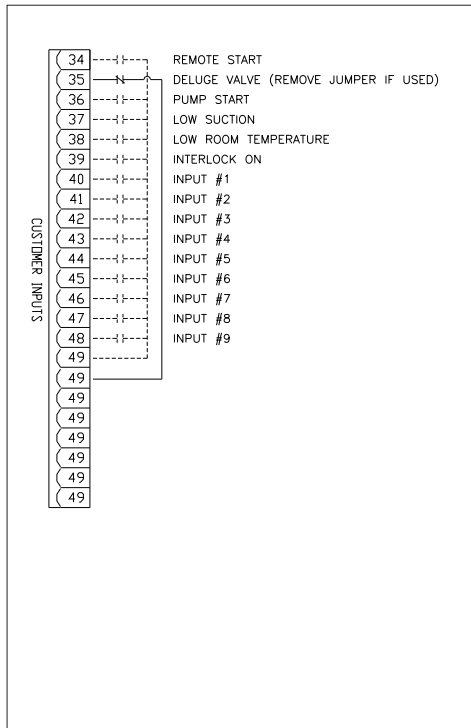 CUSTOMER INPUTS
34 REMOTE START
35 DELUGE VALVE (REMOVE JUMPER IF USED)
36 PUMP START
37 LOW SUCTION
38 LOW ROOM TEMPERATURE
39 INTERLOCK ON
40 INPUT #1
41 INPUT #2
42 INPUT #3
43 INPUT #4
44 INPUT #5
45 INPUT #6
46 INPUT #7
47 INPUT #8
48 INPUT #9
49
49
49
49
49
49
49
49